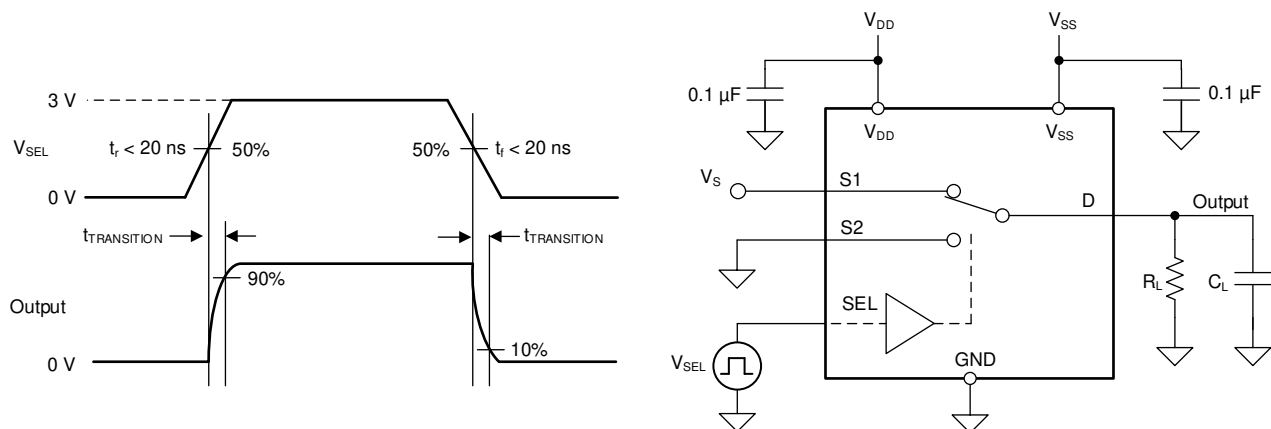 3 V
V_SEL
t_r < 20 ns
50%
50%
t_f < 20 ns
0 V
t_TRANSITION
t_TRANSITION
90%
Output
10%
0 V
V_DD
V_SS
0.1 µF
0.1 µF
V_DD
V_SS
V_S
S1
D
Output
S2
R_L
C_L
SEL
V_SEL
GND